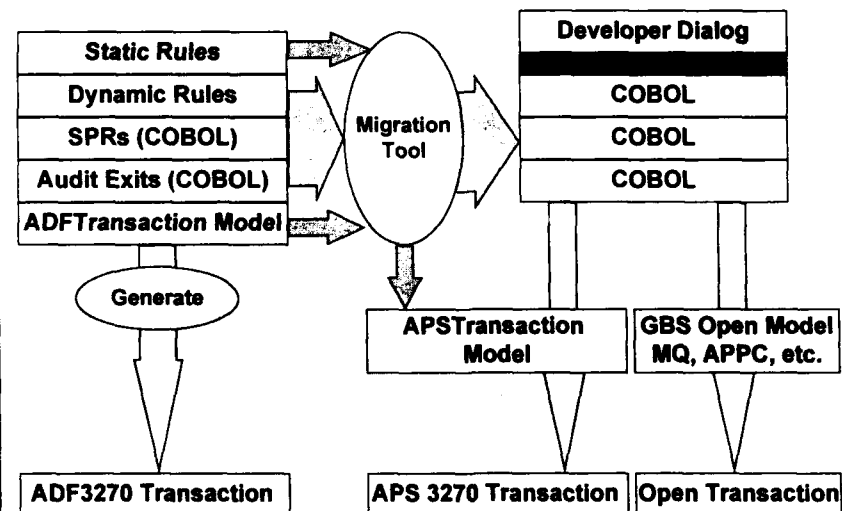 Static Rules
Dynamic Rules
SPRs (COBOL)
Audit Exits (COBOL)
ADFTransaction Model
Generate
ADF3270 Transaction
Migration
Tool
Developer Dialog
COBOL
COBOL
COBOL
APSTransaction
Model
GBS Open Model
MQ, APPC, etc.
APS 3270 Transaction
Open Transaction